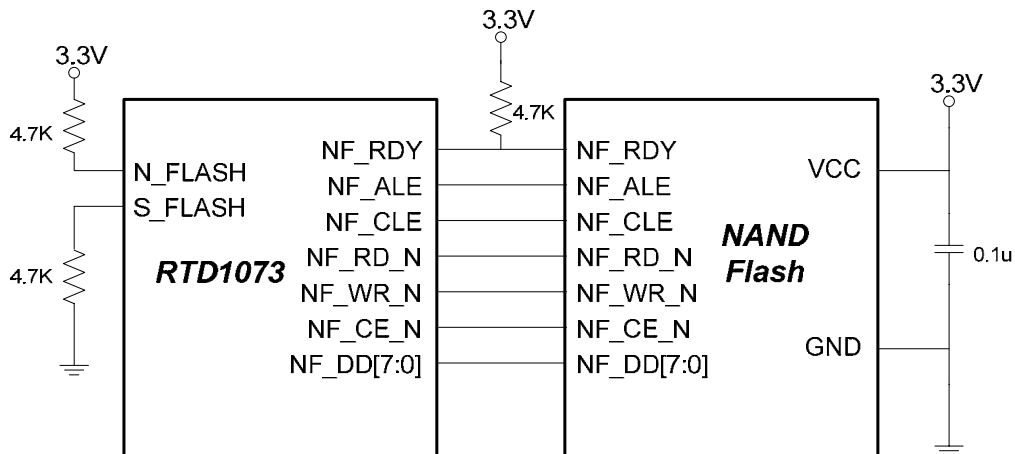 3.3V
3.3V
3.3V
4.7K
4.7K
N_FLASH
S_FLASH
4.7K
RTD1073
NF_RDY
NF_ALE
NF_CLE
NF_RD_N
NF_WR_N
NF_CE_N
NF_DD[7:0]
NF_RDY
NF_ALE
NF_CLE
NF_RD_N
NF_WR_N
NF_CE_N
NF_DD[7:0]
NAND
Flash
VCC
GND
0.1u